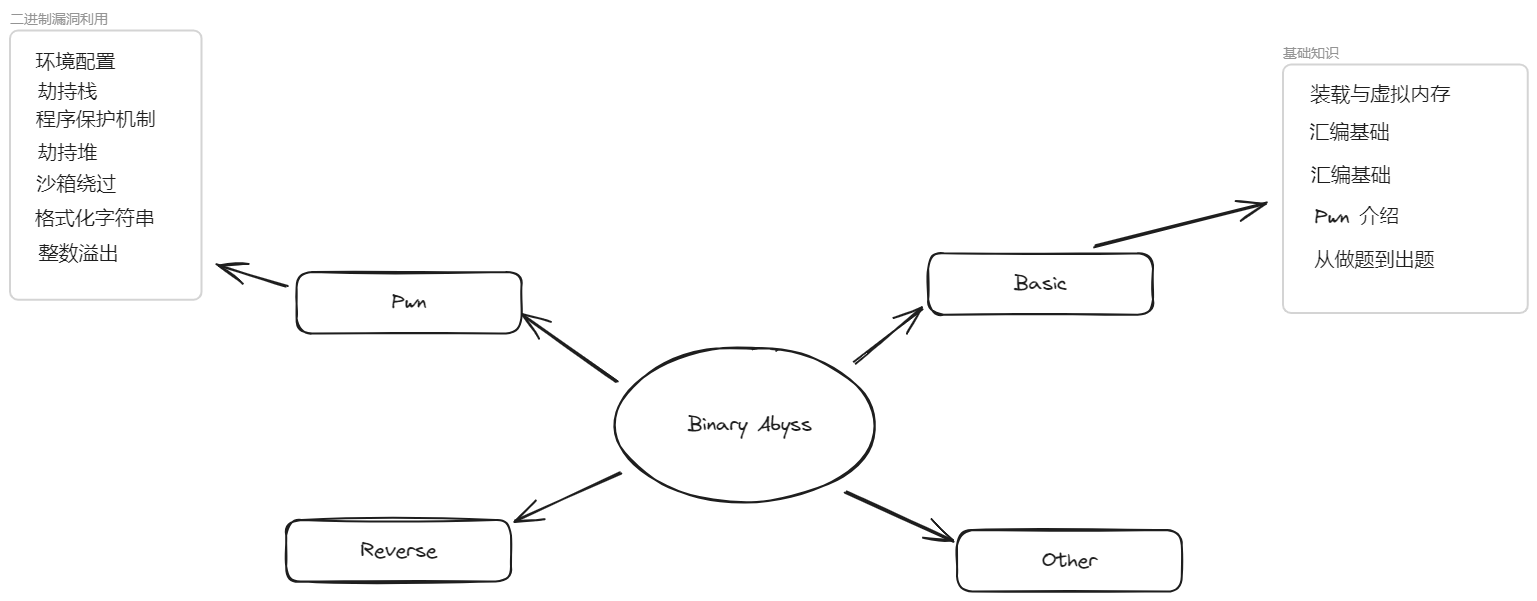 二进制漏洞利用
环境配置
劫持栈
程序保护机制
劫持堆
沙箱绕过
格式化字符串
整数溢出
基础知识
装载与虚拟内存
汇编基础
汇编基础
Pwn 介绍
从做题到出题
Pwn
Basic
Binary Abyss
Reverse
Other